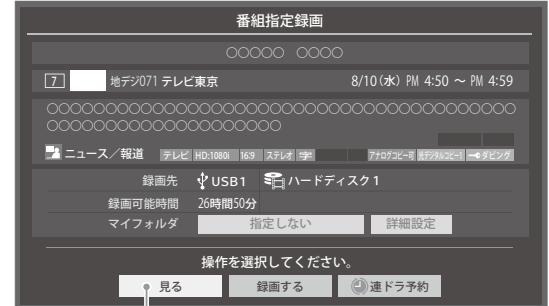 番組指定録画
○○○○○ ○○○○
7 地デジ071 テレビ東京 8/10(水) PM 4:50 ～ PM 4:59
○○○○○○○○○○○○○○○○○○○○○○○○○○○○○○○○○○○○○○○○
○○○○○○○○○○○○○○○○○○○○
ニュース／報道 テレビ HD:1080i 16:9 ステレオ 字 アナログコピー可 光デジタルコピー1 ダビング
録画先 USB1 ハードディスク1
録画可能時間 26時間50分
マイフォルダ 指定しない 詳細設定
操作を選択してください。
見る 録画する 連ドラ予約